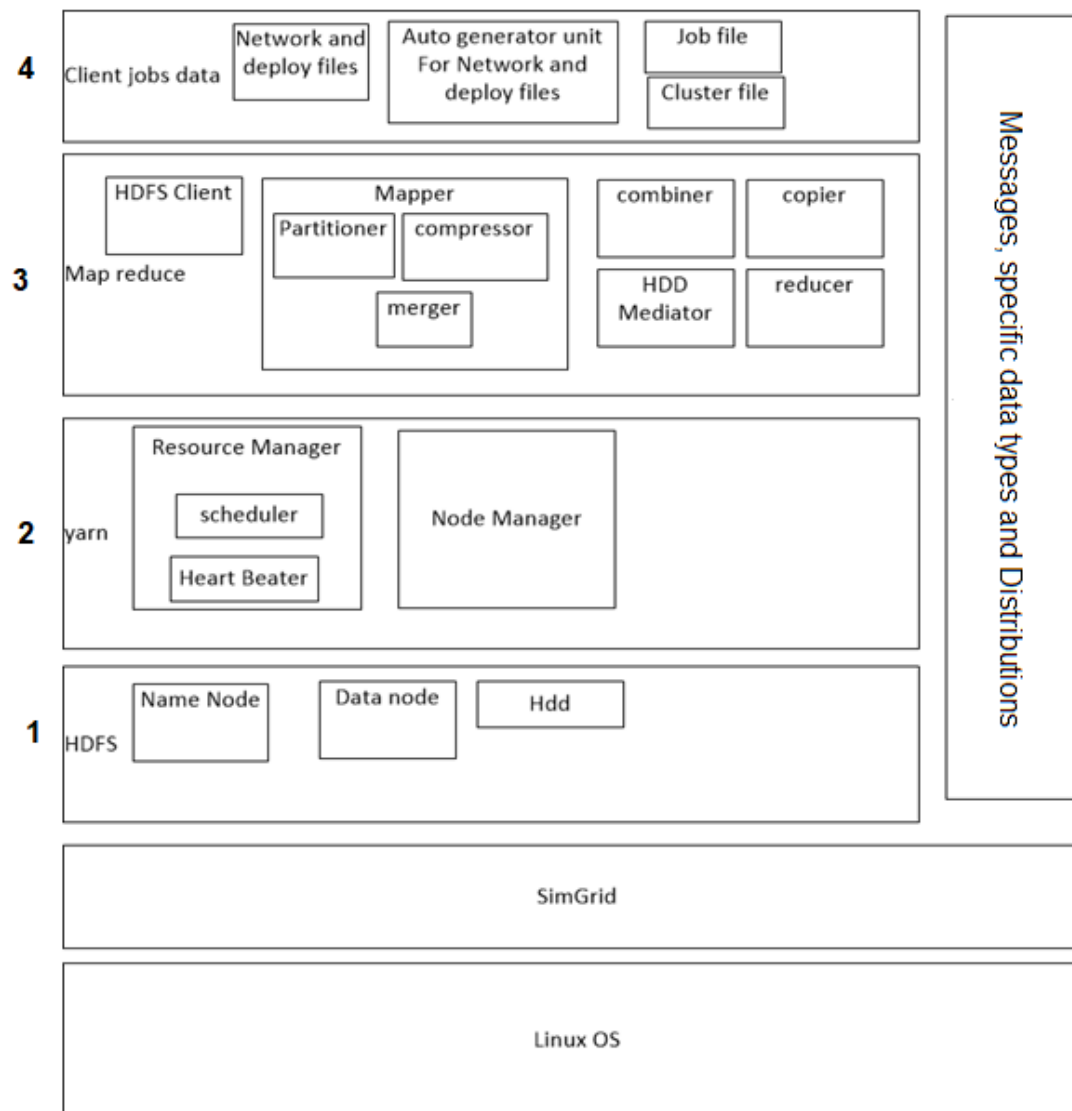 4
Client jobs data
Network and
deploy files
Auto generator unit
For Network and
deploy files
Job file
Cluster file
3
Map reduce
HDFS Client
Mapper
Partitioner
compressor
merger
combiner
copier
HDD
Mediator
reducer
2
yarn
Resource Manager
scheduler
Heart Beater
Node Manager
1
HDFS
Name Node
Data node
Hdd
Messages, specific data types and Distributions
SimGrid
Linux OS